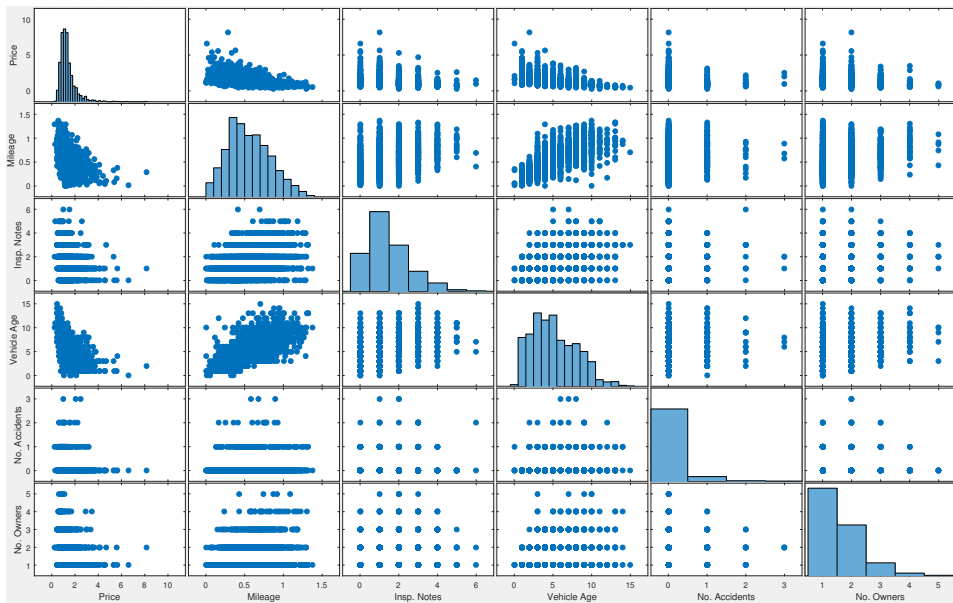 Price
10
5
0
Mileage
1.5
1
0.5
0
Insp. Notes
6
4
2
0
Vehicle Age
15
10
5
0
No. Accidents
3
2
1
0
No. Owners
5
4
3
2
1
0 2 4 6 8 10
0 0.5 1 1.5
0 2 4 6
0 5 10 15
0 1 2 3
1 2 3 4 5
Price Mileage Insp. Notes Vehicle Age No. Accidents No. Owners